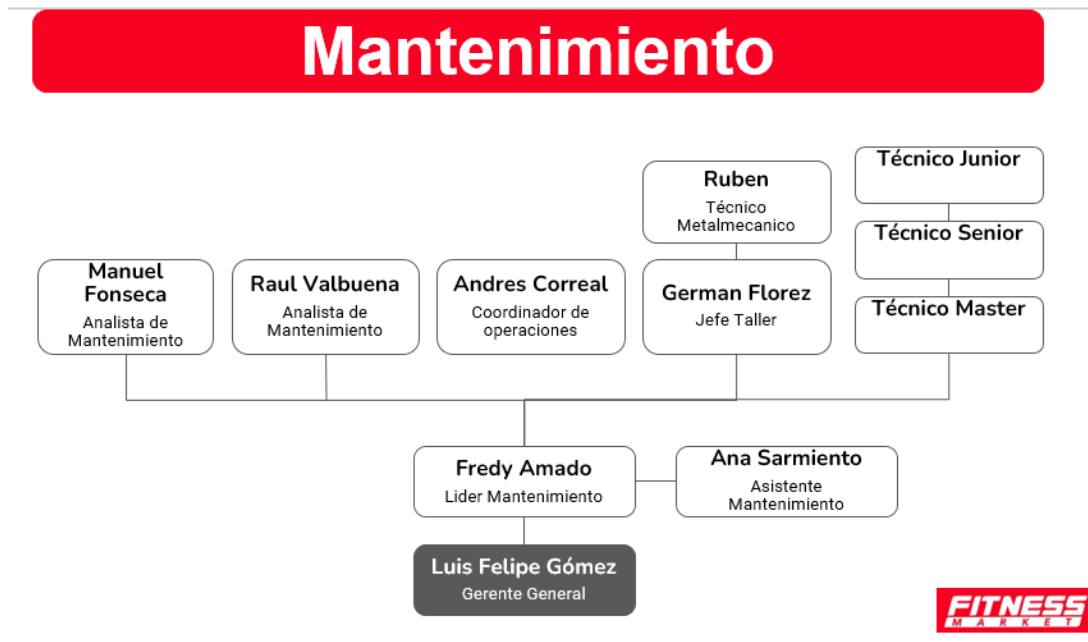 Mantenimiento
Técnico Junior
Ruben
Técnico
Metalmecanico
Técnico Senior
Manuel
Fonseca
Analista de
Mantenimiento
Raul Valbuena
Analista de
Mantenimiento
Andres Correal
Coordinador de
operaciones
German Florez
Jefe Taller
Técnico Master
Fredy Amado
Lider Mantenimiento
Ana Sarmiento
Asistente
Mantenimiento
Luis Felipe Gómez
Gerente General
FITNESS
MARKET